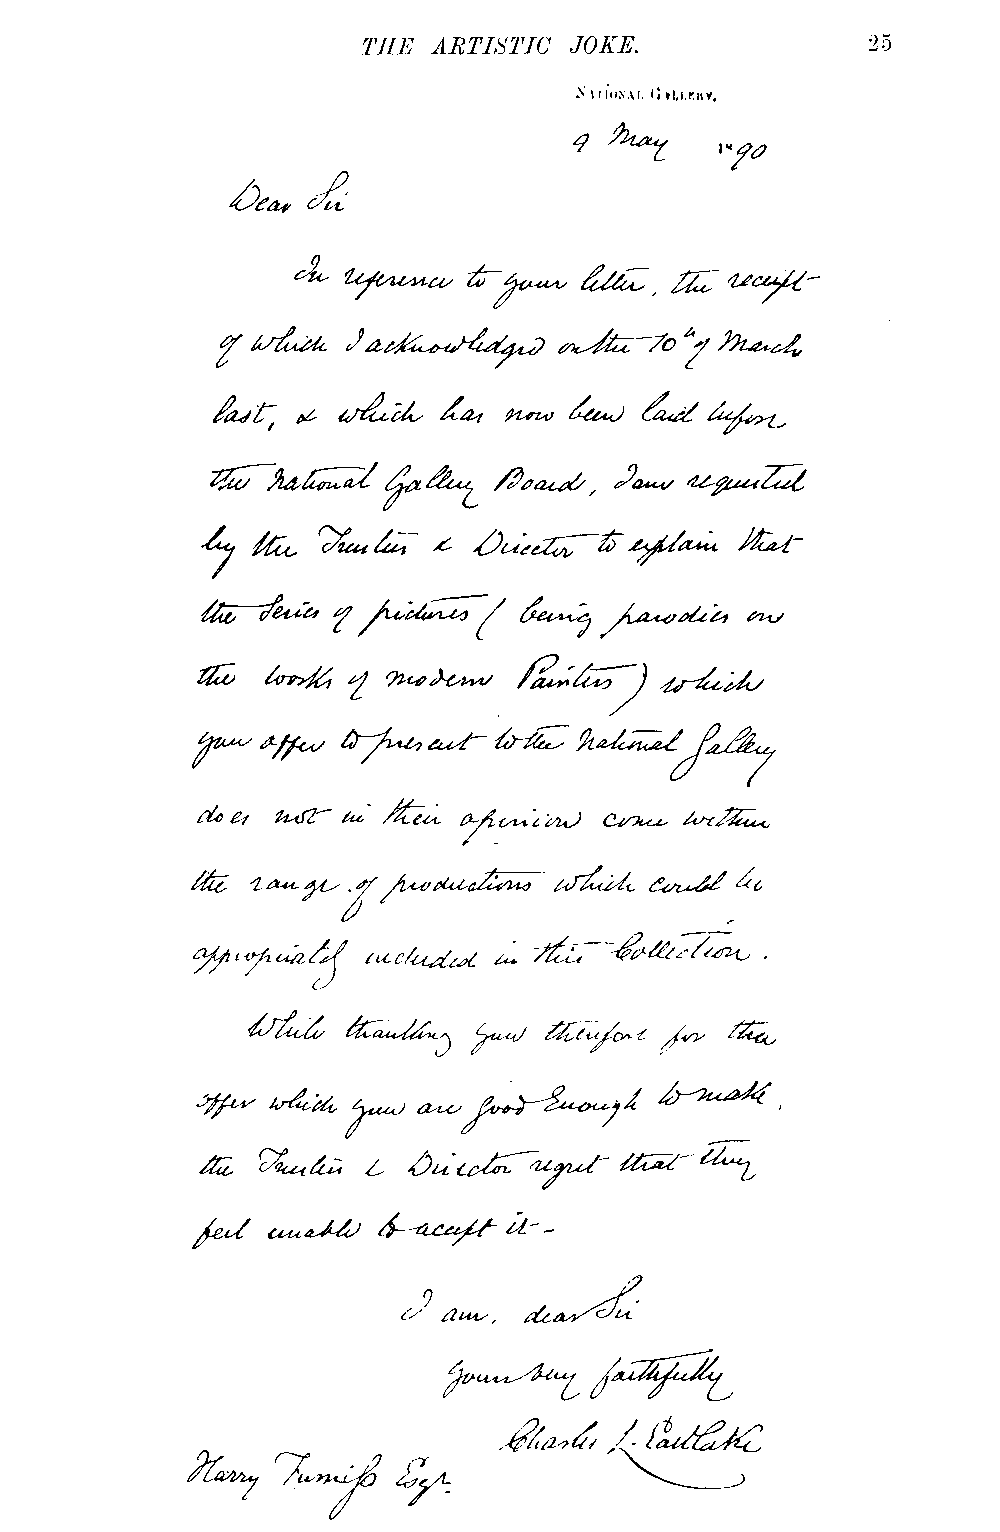 THE ARTISTIC JOKE. 25
NATIONAL GALLERY.
9 May 1890
Dear Sir
In reference to your letter, the receipt
of which I acknowledged on the 10th of March
last, & which has now been laid before
the National Gallery Board, I am requested
by the Trustees & Director to explain that
the Series of pictures (being parodies on
the works of modern Painters) which
you offer to present to the National Gallery
does not in their opinion come within
the range of productions which could be
appropriately included in this Collection.
While thanking you therefore for the
offer which you are good enough to make,
the Trustees & Director regret that they
feel unable to accept it -
I am, dear Sir
yours very faithfully
Charles L. Eastlake
Harry Furniss Esqr.